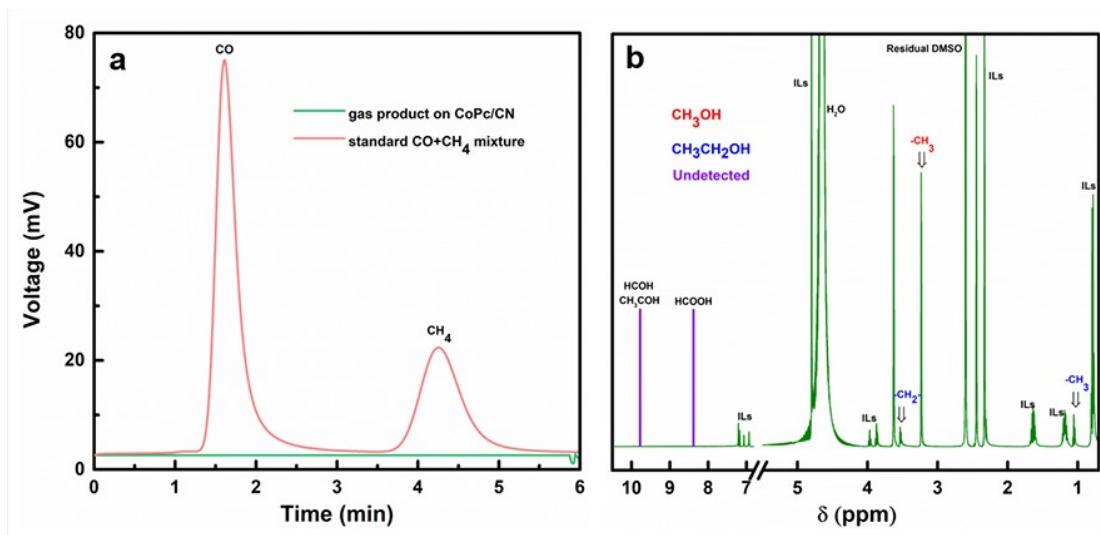 a
80
60
40
20
0
Voltage (mV)
CO
CH4
gas product on CoPc/CN
standard CO+CH4 mixture
0 1 2 3 4 5 6
Time (min)
b
CH3OH
CH3CH2OH
Undetected
HCOH
CH3COH
HCOOH
ILs
ILs
H2O
ILs
-CH2-
-CH3
Residual DMSO
ILs
ILs
ILs
-CH3
ILs
10 9 8 7 5 4 3 2 1
δ (ppm)